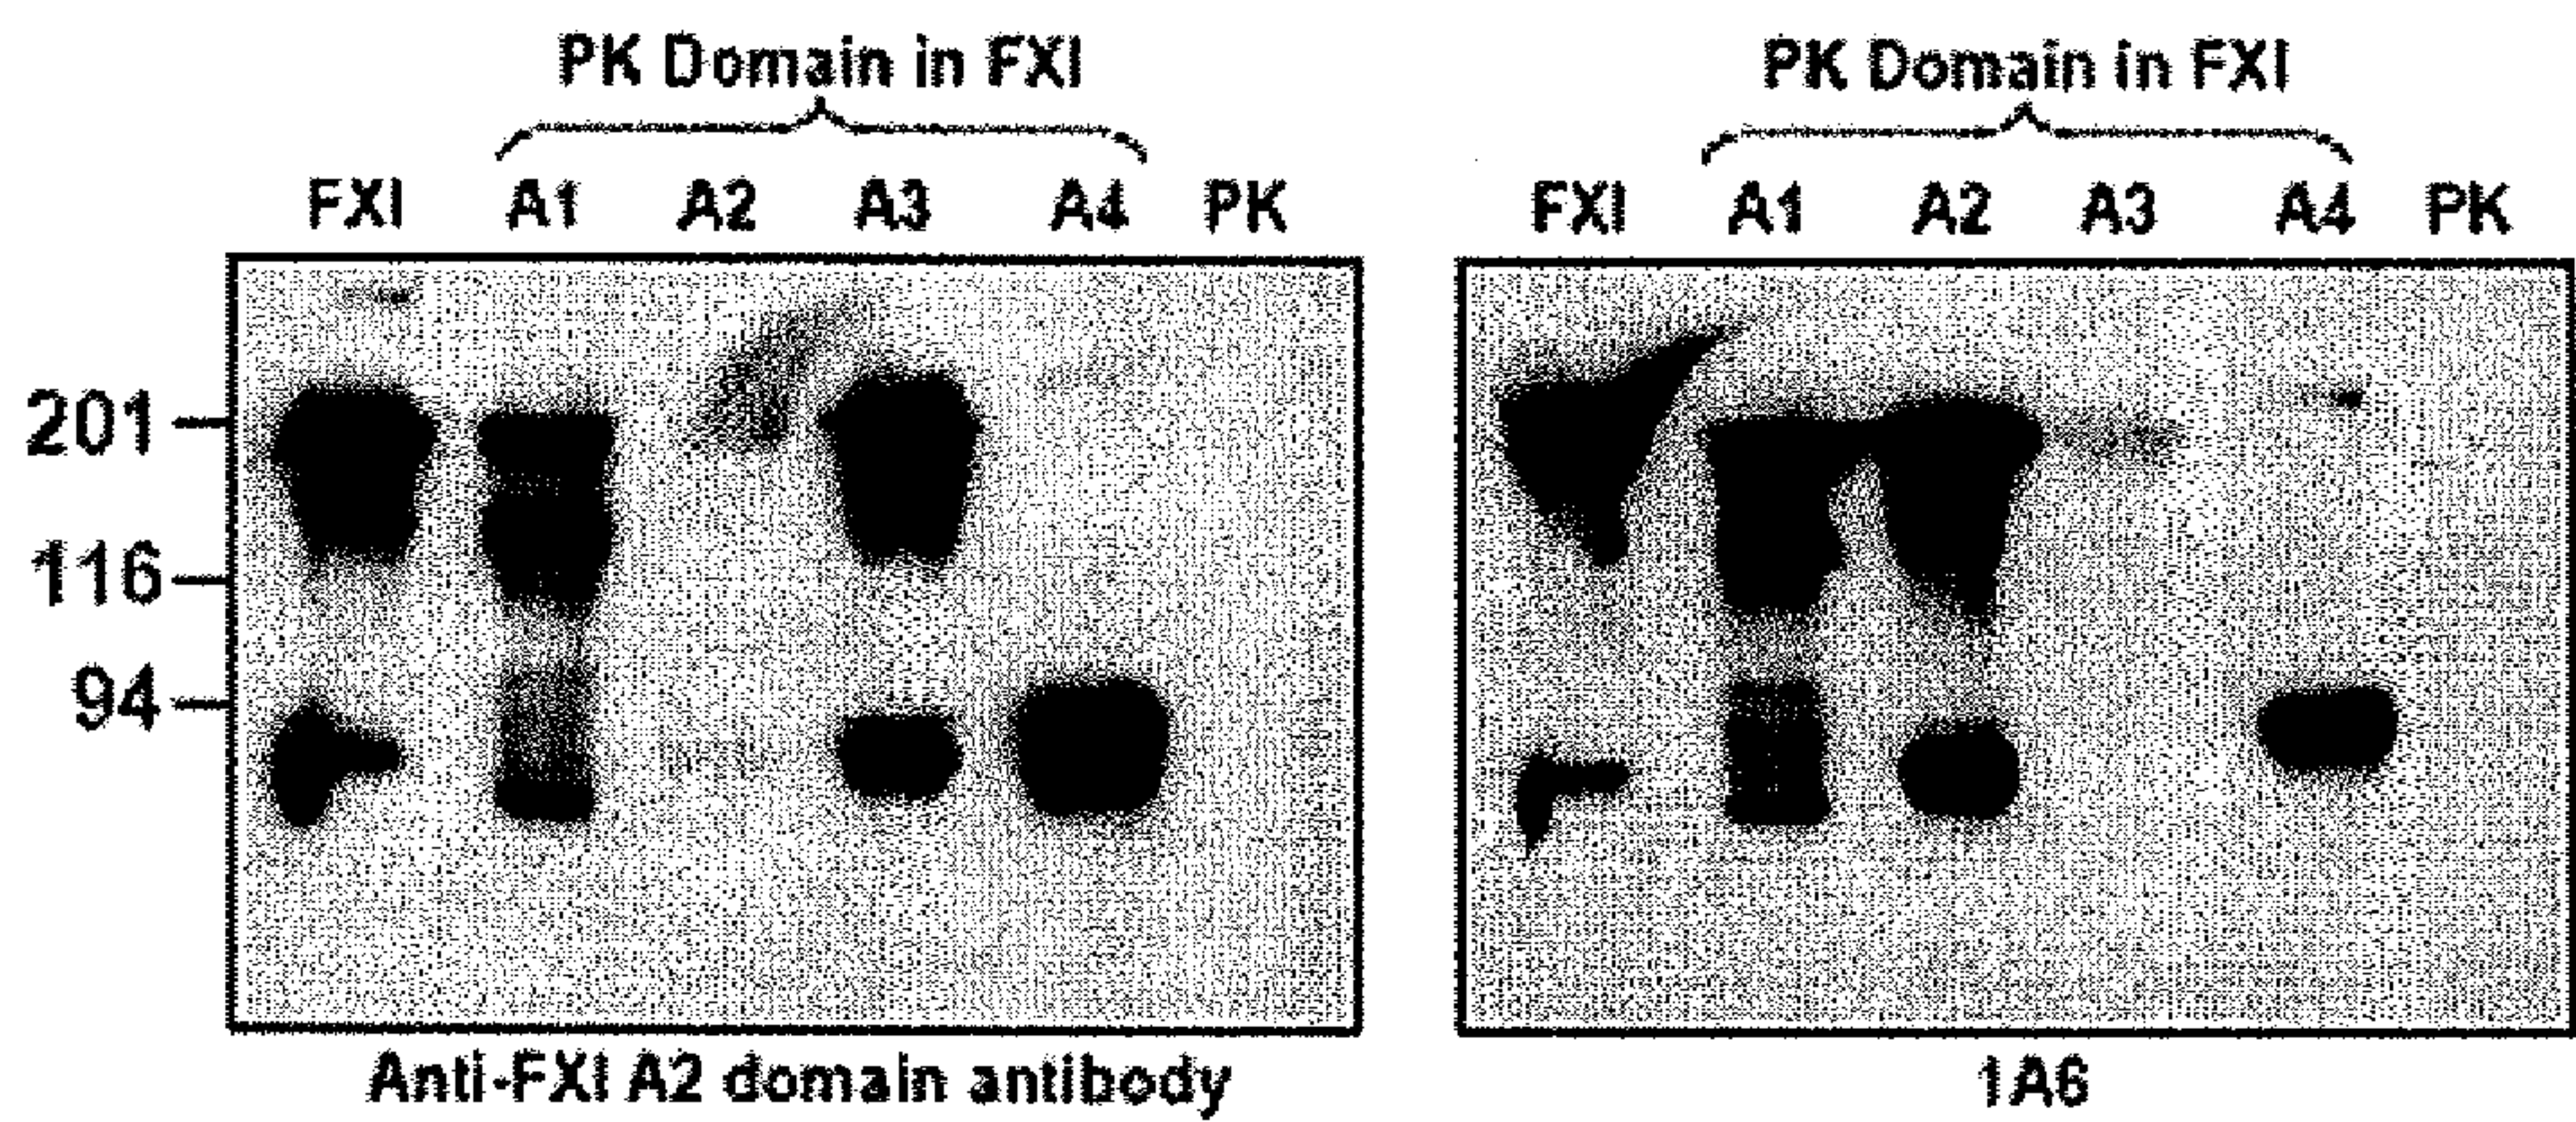 PK Domain in FXI
PK Domain in FXI
FXI A1 A2 A3 A4 PK
FXI A1 A2 A3 A4 PK
201
116
94
Anti-FXI A2 domain antibody
1A6